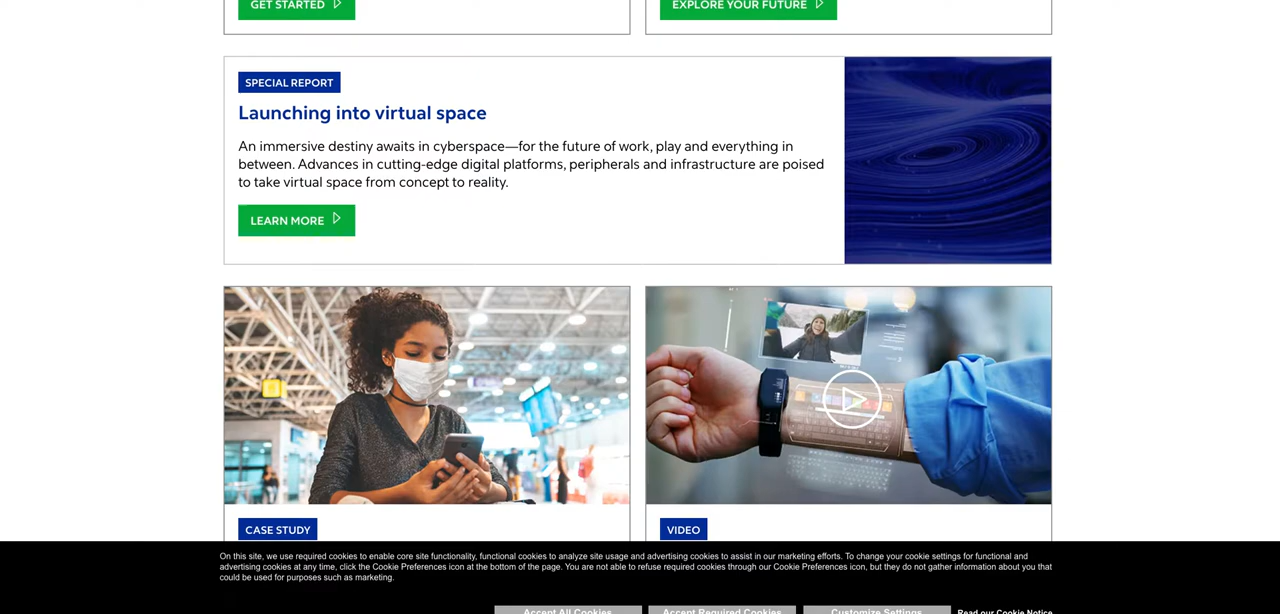 GET STARTED
EXPLORE YOUR FUTURE
SPECIAL REPORT
Launching into virtual space
An immersive destiny awaits in cyberspace—for the future of work, play and everything in
between. Advances in cutting-edge digital platforms, peripherals and infrastructure are poised
to take virtual space from concept to reality.
LEARN MORE
CASE STUDY
VIDEO
On this site, we use required cookies to enable core site functionality, functional cookies to analyze site usage and advertising cookies to assist in our marketing efforts. To change your cookie settings for functional and
advertising cookies at any time, click the Cookie Preferences icon at the bottom of the page. You are not able to refuse required cookies through our Cookie Preferences icon, but they do not gather information about you that
could be used for purposes such as marketing.
Accept All Cookies
Accept Required Cookies
Customize Settings
Read our Cookie Notice